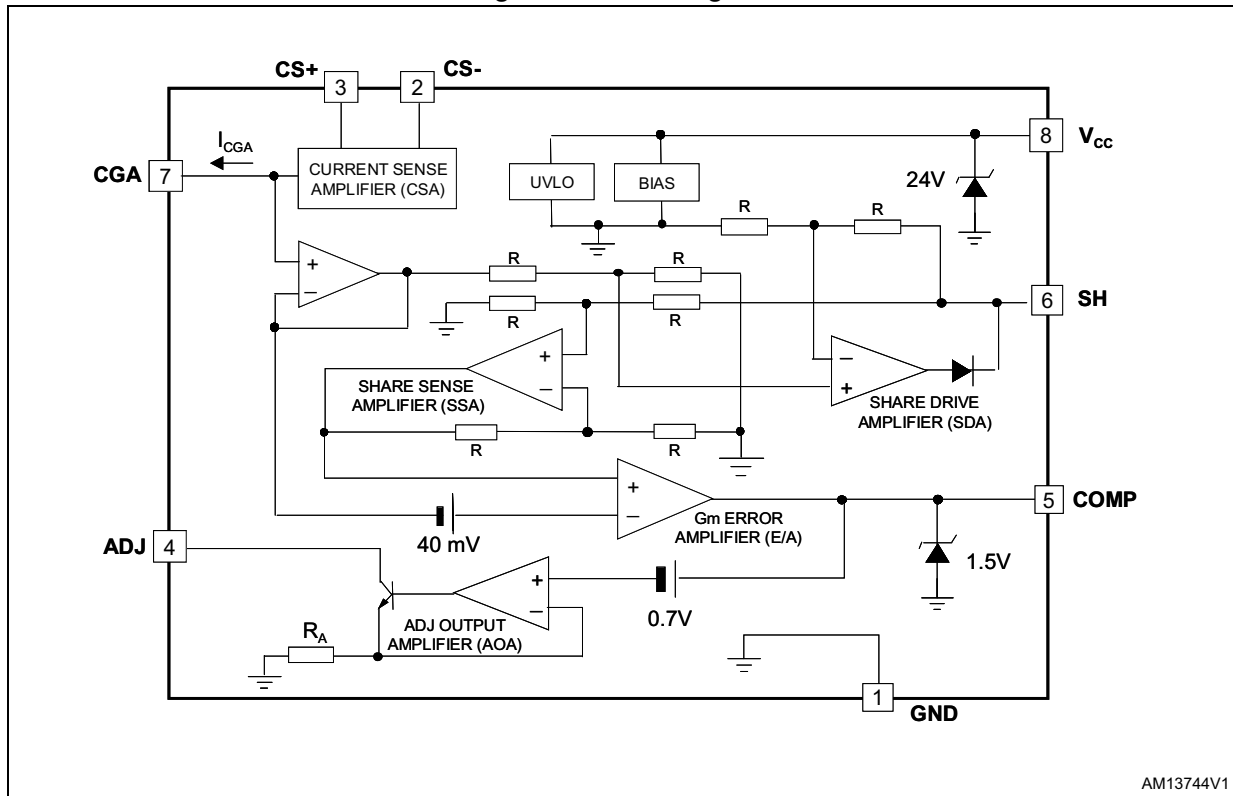 CS+
CS-
3
2
I_CGA
CURRENT SENSE
AMPLIFIER (CSA)
CGA
7
UVLO
BIAS
8
V_CC
24V
R
R
+
−
R
R
R
R
6
SH
+
−
SHARE SENSE
AMPLIFIER (SSA)
−
+
SHARE DRIVE
AMPLIFIER (SDA)
R
R
+
−
Gm ERROR
AMPLIFIER (E/A)
5
COMP
40 mV
1.5V
ADJ
4
+
−
ADJ OUTPUT
AMPLIFIER (AOA)
0.7V
R_A
1
GND
AM13744V1